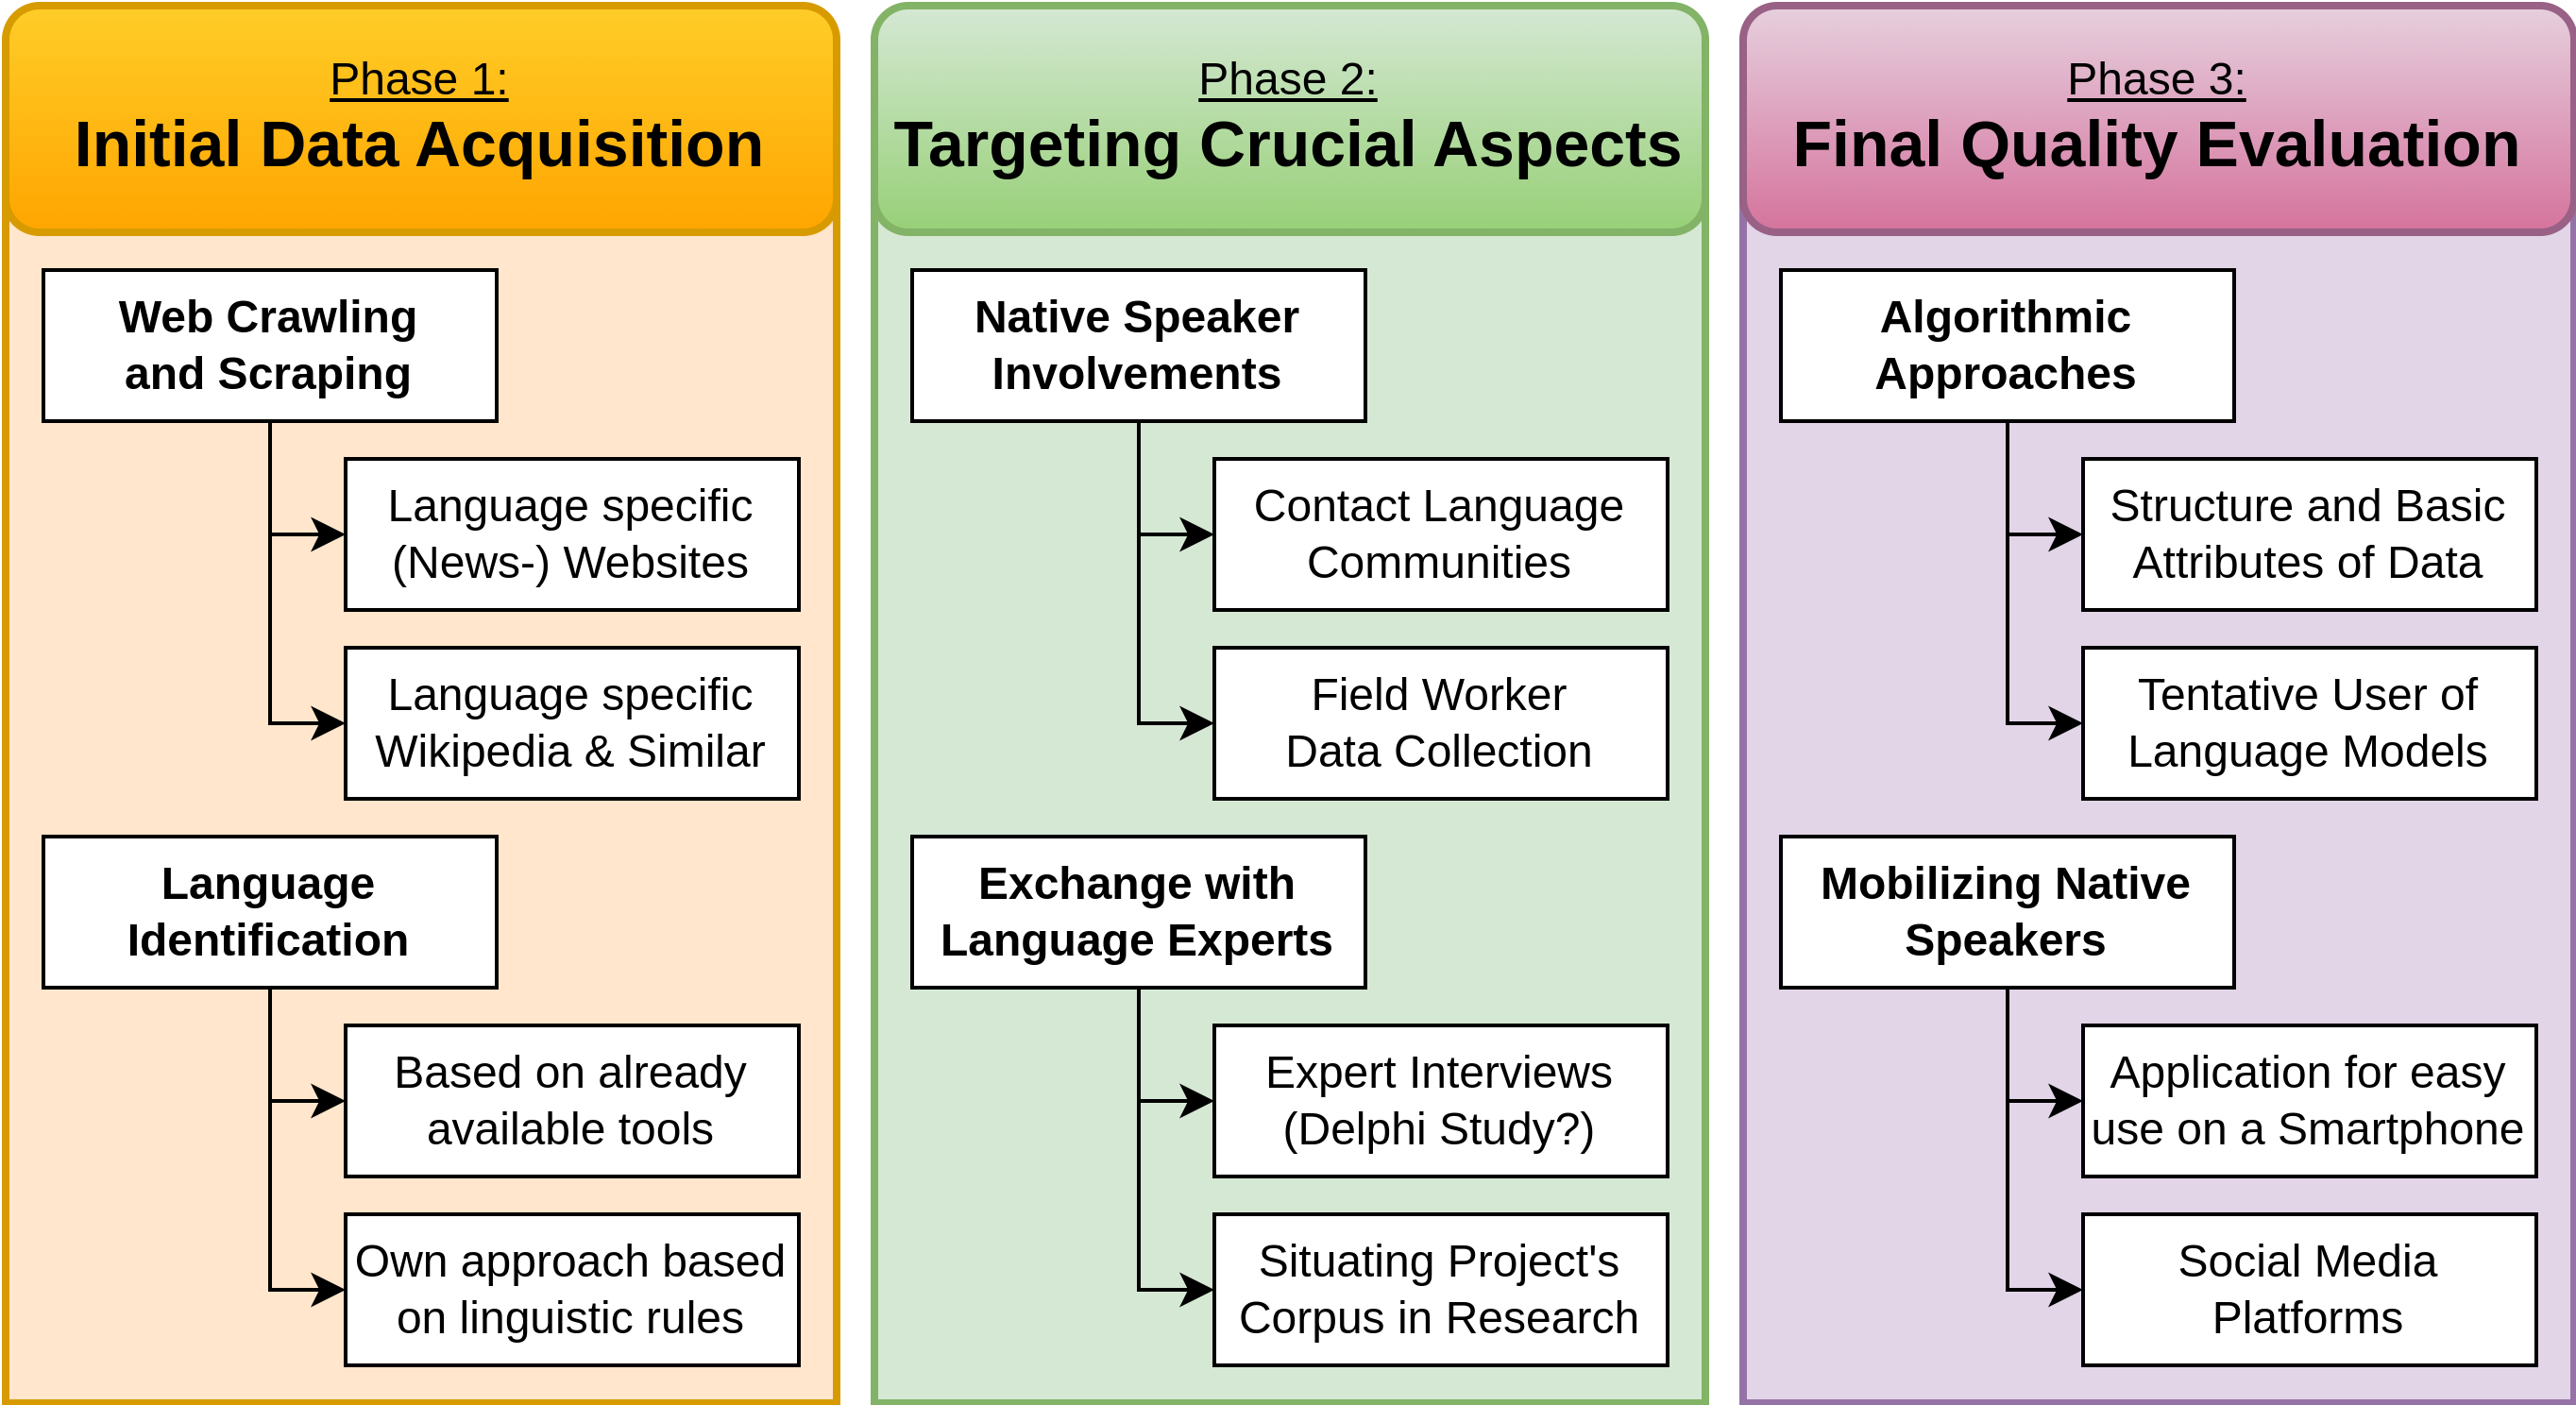 Phase 1:
Initial Data Acquisition
Web Crawling
and Scraping
Language specific
(News-) Websites
Language specific
Wikipedia & Similar
Language
Identification
Based on already
available tools
Own approach based
on linguistic rules
Phase 2:
Targeting Crucial Aspects
Native Speaker
Involvements
Contact Language
Communities
Field Worker
Data Collection
Exchange with
Language Experts
Expert Interviews
(Delphi Study?)
Situating Project's
Corpus in Research
Phase 3:
Final Quality Evaluation
Algorithmic
Approaches
Structure and Basic
Attributes of Data
Tentative User of
Language Models
Mobilizing Native
Speakers
Application for easy
use on a Smartphone
Social Media
Platforms